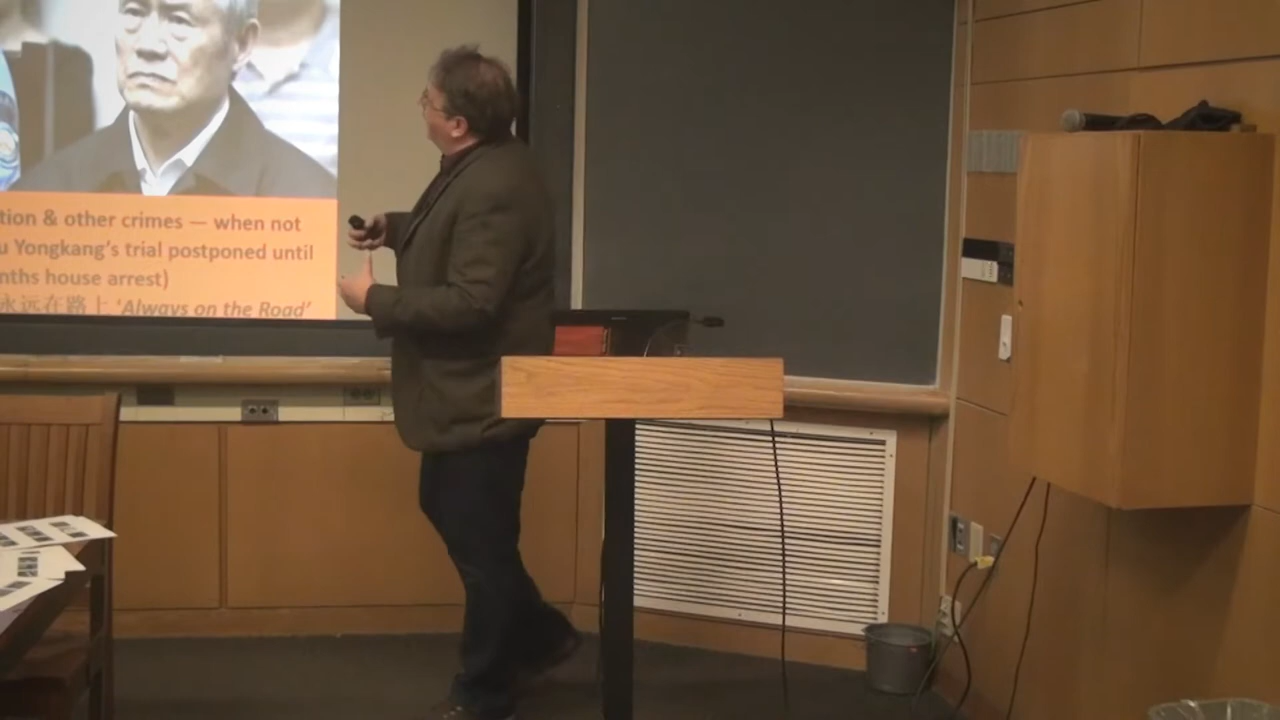 tion & other crimes — when not
u Yongkang's trial postponed until
nths house arrest)
永远在路上 'Always on the Road'